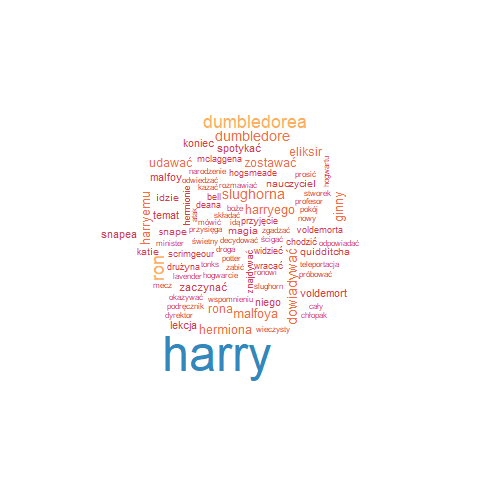 dumbledorea
dumbledore
koniec spotykać
eliksir
udawać mclaggena zostawać
narodzenie hogsmeade prosić hogwartu
malfoy odwiedzać
kazać rozmawiać nauczyciel
stworek
idzie hermionie bell slughorna profesor
deana
ginny
harryemu temat składać boże harryego pokój
nowy
mówić idą przyjęcie
snapea snape przysięga magia zgadzać voldemorta
minister świetny decydować ścigać chodzić odpowiadać
katie scrimgeour droga widzieć quidditcha
ron drużyna tonks potter wracać teleportacja
zabić
lavender hogwarcie znajdywać ronowi próbować
mecz zaczynać slughorn dowiadywać voldemort
okazywać wspomnieniu niego
podręcznik rona cały
dyrektor malfoya chłopak
lekcja hermiona wieczysty
harry